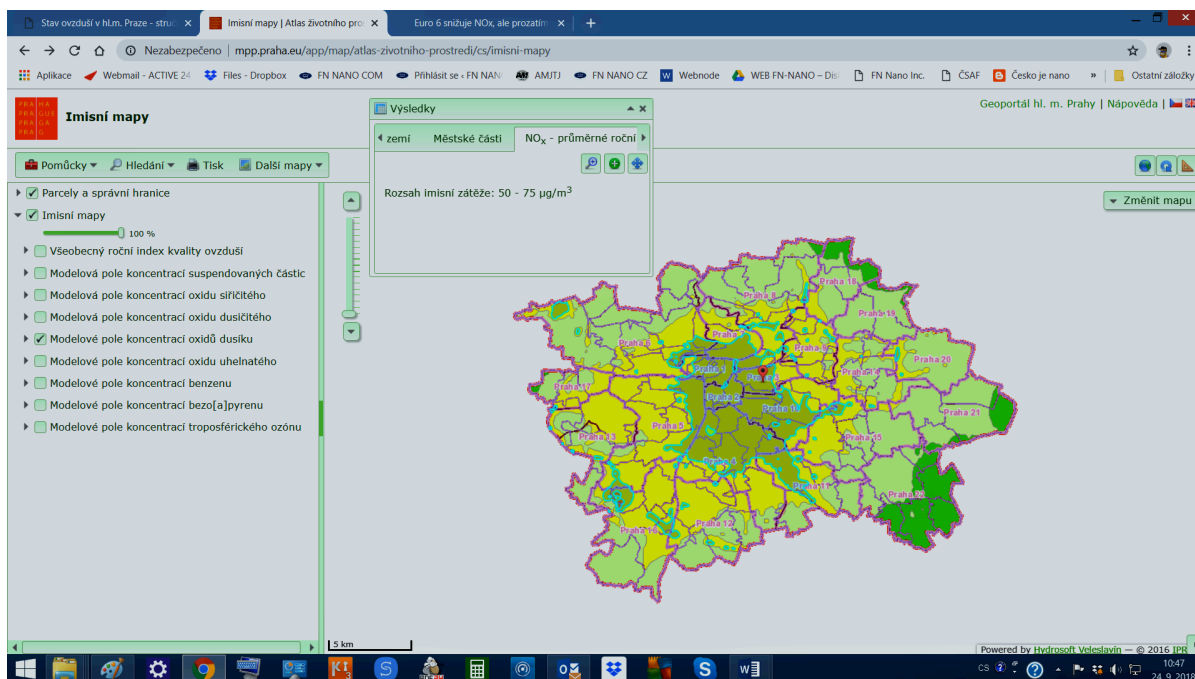 Stav ovzduší v hl.m. Praze - struč
Imisní mapy | Atlas životního pros
Euro 6 snižuje NOx, ale prozatím
Nezabezpečeno | mpp.praha.eu/app/map/atlas-zivotniho-prostredi/cs/imisni-mapy
Aplikace Webmail - ACTIVE 24 Files - Dropbox FN NANO COM Přihlásit se ‹ FN NAN AMJTJ FN NANO CZ Webnode WEB FN-NANO – Dis FN Nano Inc. ČSAF Česko je nano » Ostatní záložky
PRA HA
PRA GUE
PRA GA
PRA G
Imisní mapy
Geoportál hl. m. Prahy | Nápověda |
Výsledky
zemí Městské části NOx - průměrné roční
Rozsah imisní zátěže: 50 - 75 µg/m³
Pomůcky Hledání Tisk Další mapy
Změnit mapu
Parcely a správní hranice
Imisní mapy
100 %
Všeobecný roční index kvality ovzduší
Modelová pole koncentrací suspendovaných částic
Modelová pole koncentrací oxidu siřičitého
Modelová pole koncentrací oxidu dusičitého
Modelové pole koncentrací oxidů dusíku
Modelové pole koncentrací oxidu uhelnatého
Modelové pole koncentrací benzenu
Modelové pole koncentrací bezo[a]pyrenu
Modelové pole koncentrací troposférického ozónu
Praha 18
Praha 8
Praha 19
Praha 7
Praha 6
Praha 9
Praha 20
Praha 1
Praha 14
Praha 17
Praha 2
Praha 10
Praha 21
Praha 5
Praha 13
Praha 15
Praha 4
Praha 11
Praha 22
Praha 12
Praha 16
5 km
Powered by Hydrosoft Veleslavín — © 2016 IPR
CS
10:47
24. 9. 2018